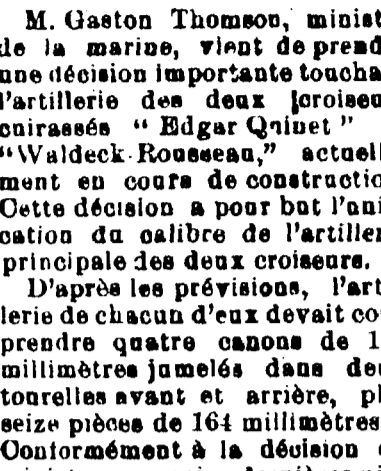 M. Gaston Thomson, minist
de la marine, vient de prend
une décision importante toucha
l'artillerie des deux croiseu
cuirassés "Edgar Quinet"
"Waldeck-Rousseau," actuell
ment en cours de constructio
Cette décision a pour but l'uni
cation du calibre de l'artiller
principale des deux croiseurs.
D'après les prévisions, l'art
lerie de chacun d'eux devait co
prendre quatre canons de 1
millimètres jumelés dans deu
tourelles avant et arrière, pl
seize pièces de 164 millimètres
Conformément à la décision